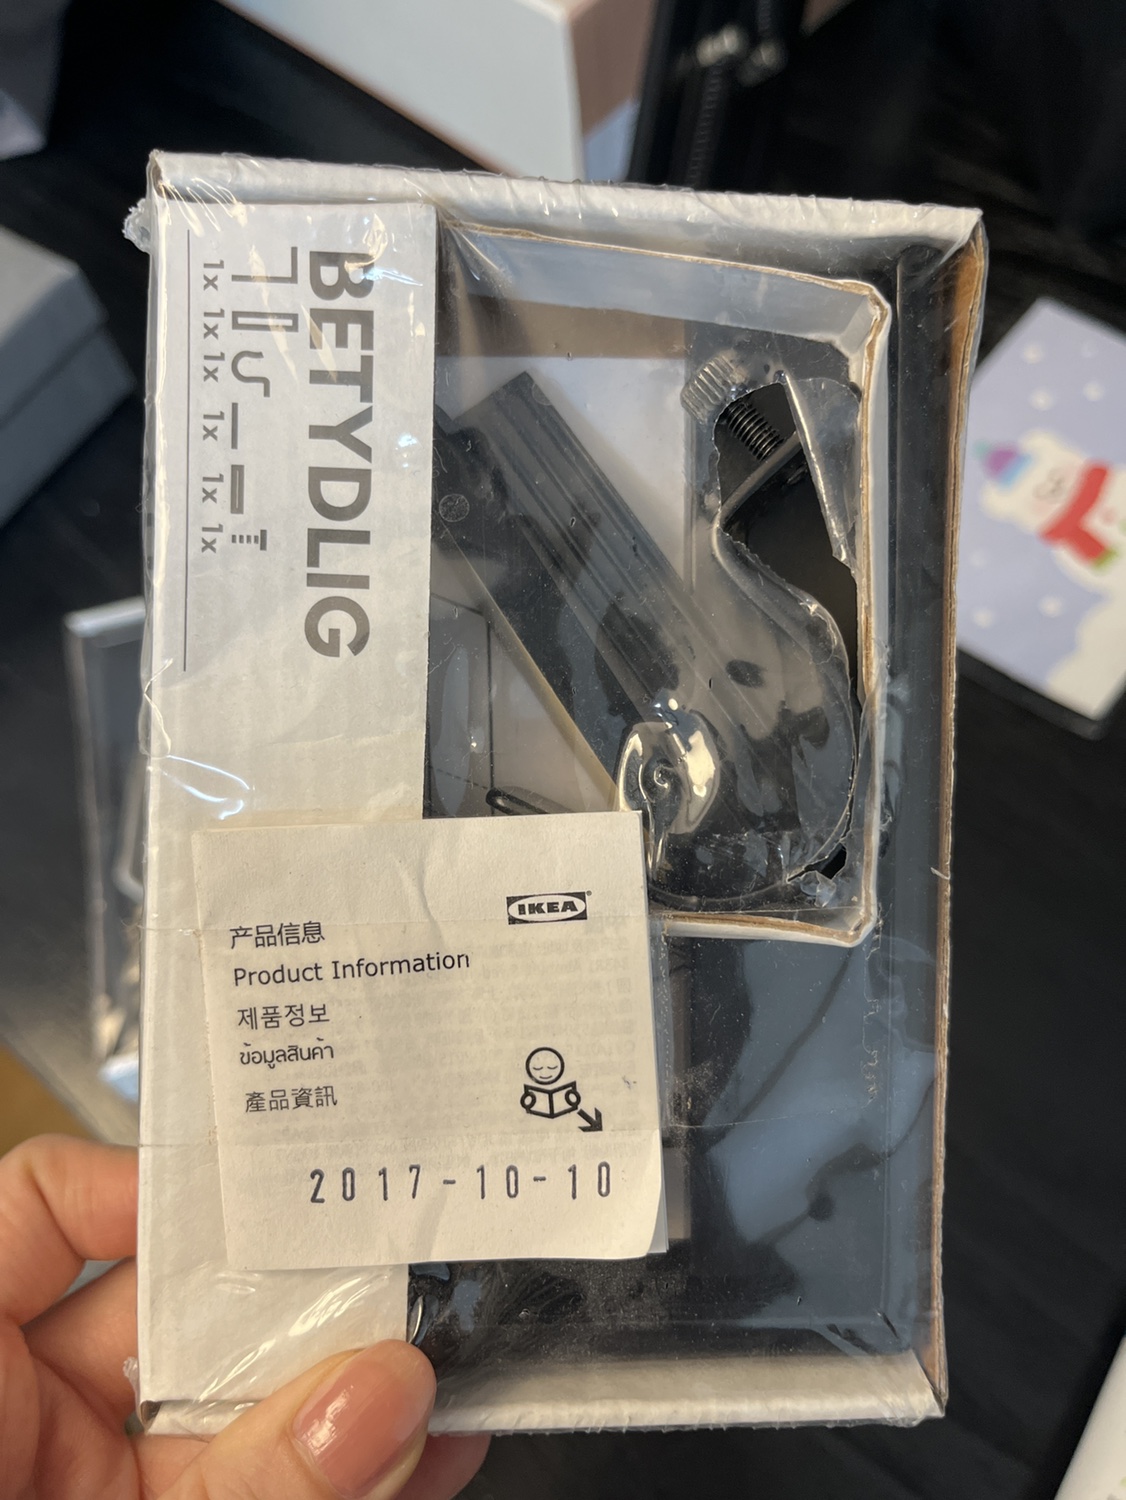 BETYDLIG
1x 1x 1x 1x 1x 1x
IKEA
产品信息
Product Information
제품정보
ข้อมูลสินค้า
產品資訊
2017-10-10